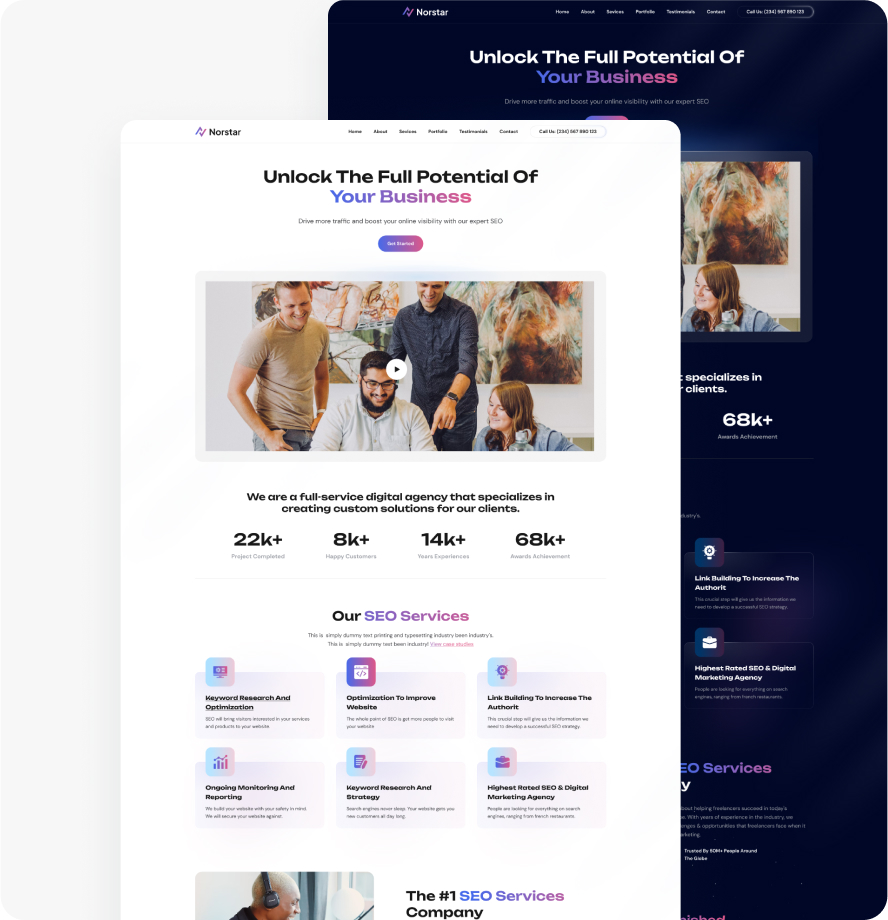 Norstar
Home About Sevices Portfolio Testimonials Contact Call Us: (234) 567 890 123
Unlock The Full Potential Of
Your Business
Drive more traffic and boost your online visibility with our expert SEO
Norstar
Home About Sevices Portfolio Testimonials Contact Call Us: (234) 567 890 123
Unlock The Full Potential Of
Your Business
Drive more traffic and boost your online visibility with our expert SEO
Get Started
We are a full-service digital agency that specializes in
creating custom solutions for our clients.
22k+ 8k+ 14k+ 68k+
Project Completed Happy Customers Years Experiences Awards Achievement
Our SEO Services
This is simply dummy text printing and typesetting industry been industry's.
This is simply dummy text been industry! View case studies
Keyword Research And
Optimization
SEO will bring visitors interested in your services
and products to your website.
Optimization To Improve
Website
The whole point of SEO is get more people to visit
your website
Link Building To Increase The
Authorit
This crucial step will give us the information we
need to develop a successful SEO strategy.
Ongoing Monitoring And
Reporting
We build your website with your safety in mind.
We will secure your website against.
Keyword Research And
Strategy
Search engines never sleep. Your website gets you
new customers all day long.
Highest Rated SEO & Digital
Marketing Agency
People are looking for everything on search
engines, ranging from french restaurants.
The #1 SEO Services
Company
specializes in
clients.
68k+
Awards Achievement
Link Building To Increase The
Authorit
This crucial step will give us the information we
need to develop a successful SEO strategy.
Highest Rated SEO & Digital
Marketing Agency
People are looking for everything on search
engines, ranging from french restaurants.
EO Services
y
bout helping freelancers succeed in today's
e. With years of experience in the industry, we
enges & opportunities that freelancers face when it
arketing.
Trusted By 50M+ People Around
The Globe